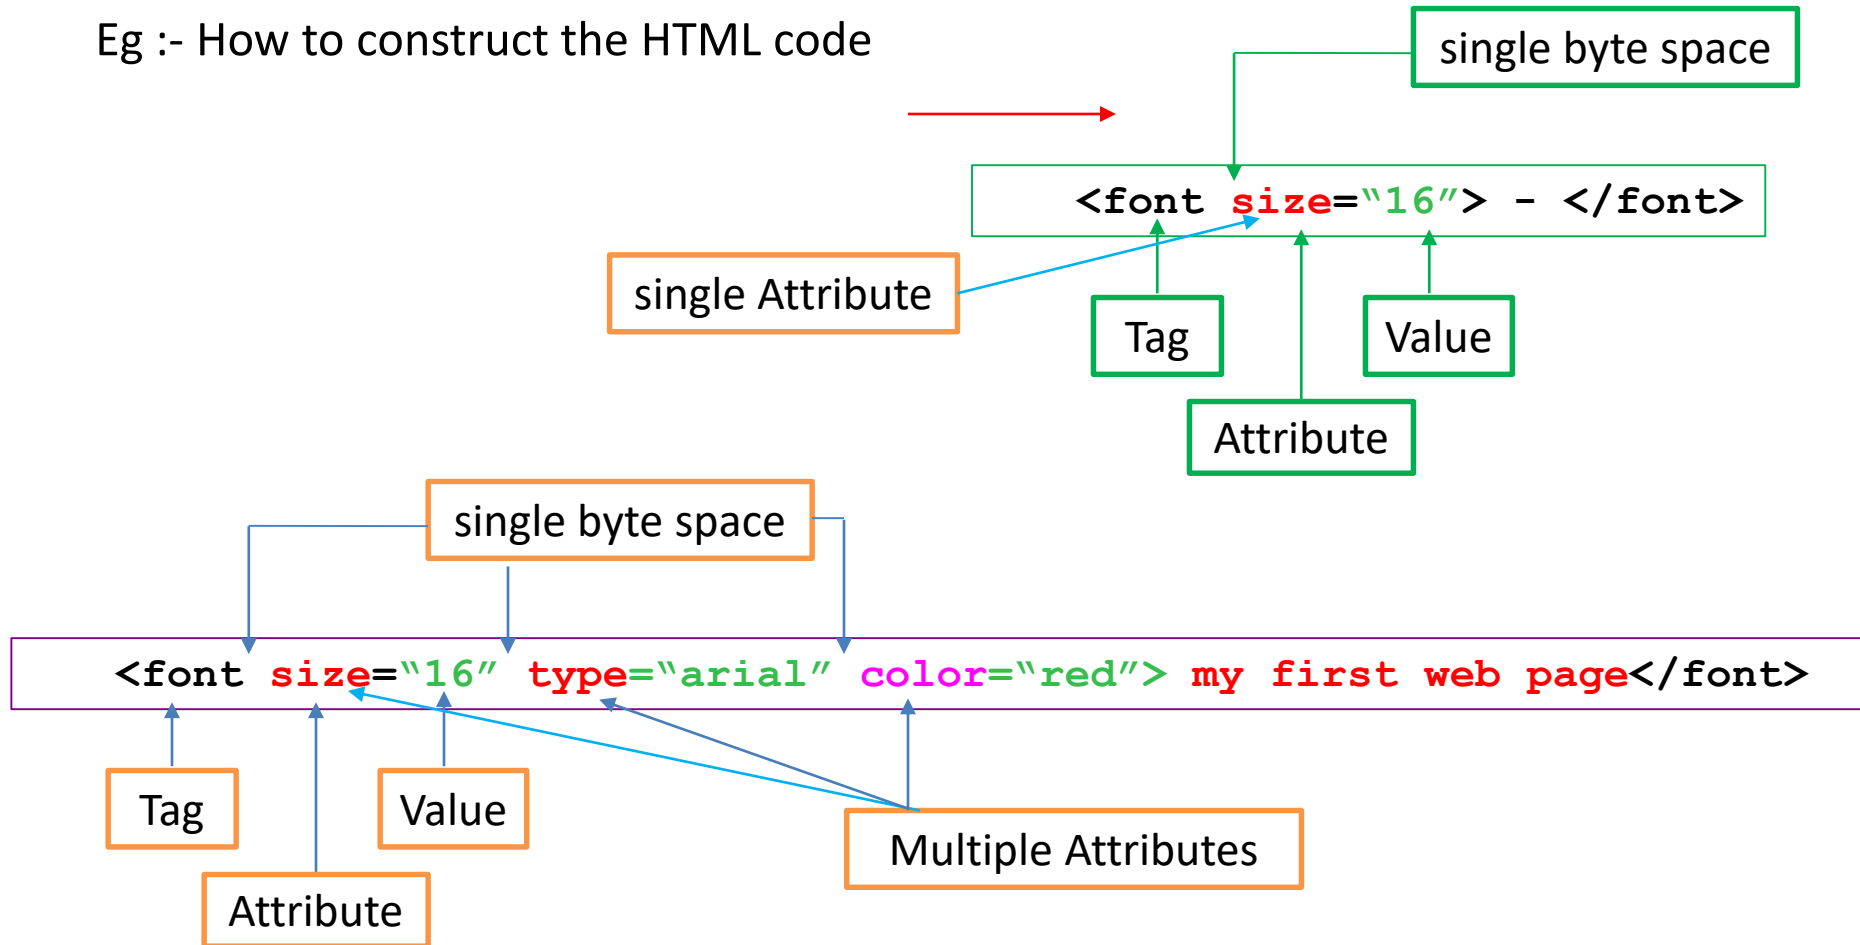 Eg :- How to construct the HTML code
single byte space
<font size=“16”> - </font>
single Attribute
Tag
Value
Attribute
single byte space
<font size=“16” type=“arial” color=“red”> my first web page</font>
Tag
Value
Multiple Attributes
Attribute